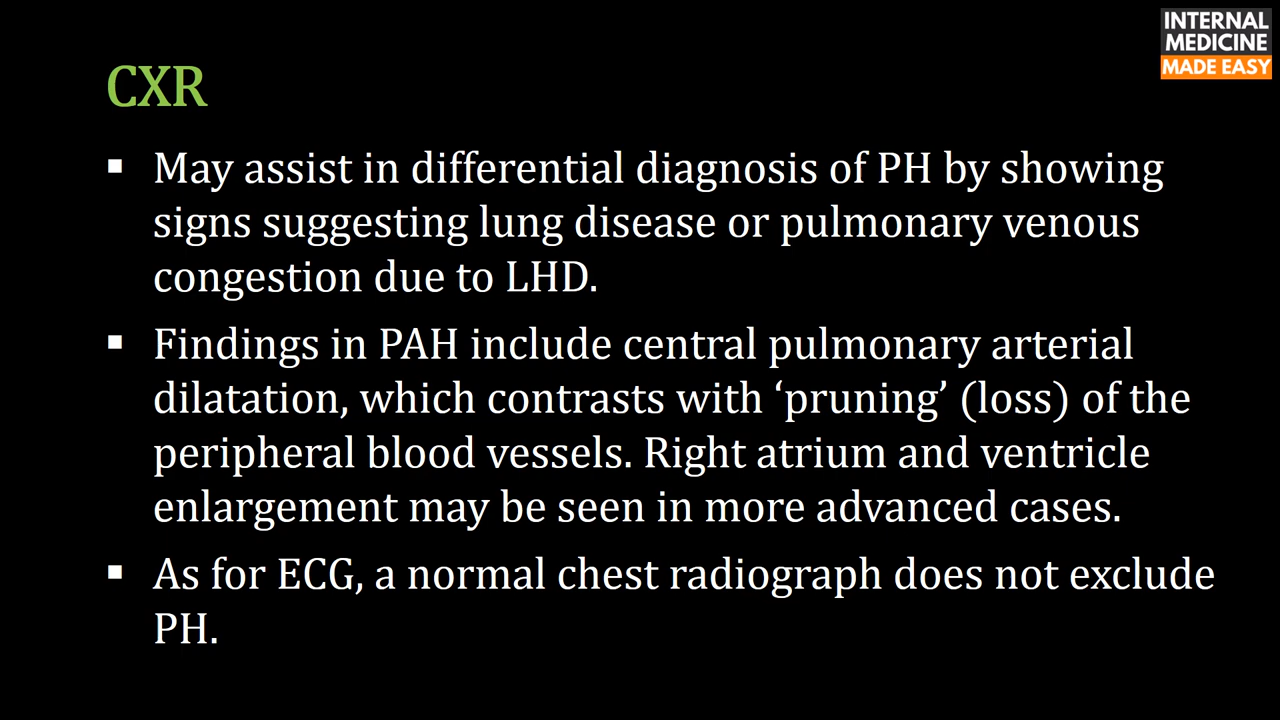 INTERNAL
MEDICINE
MADE EASY
CXR
▪ May assist in differential diagnosis of PH by showing
signs suggesting lung disease or pulmonary venous
congestion due to LHD.
▪ Findings in PAH include central pulmonary arterial
dilatation, which contrasts with ‘pruning’ (loss) of the
peripheral blood vessels. Right atrium and ventricle
enlargement may be seen in more advanced cases.
▪ As for ECG, a normal chest radiograph does not exclude
PH.